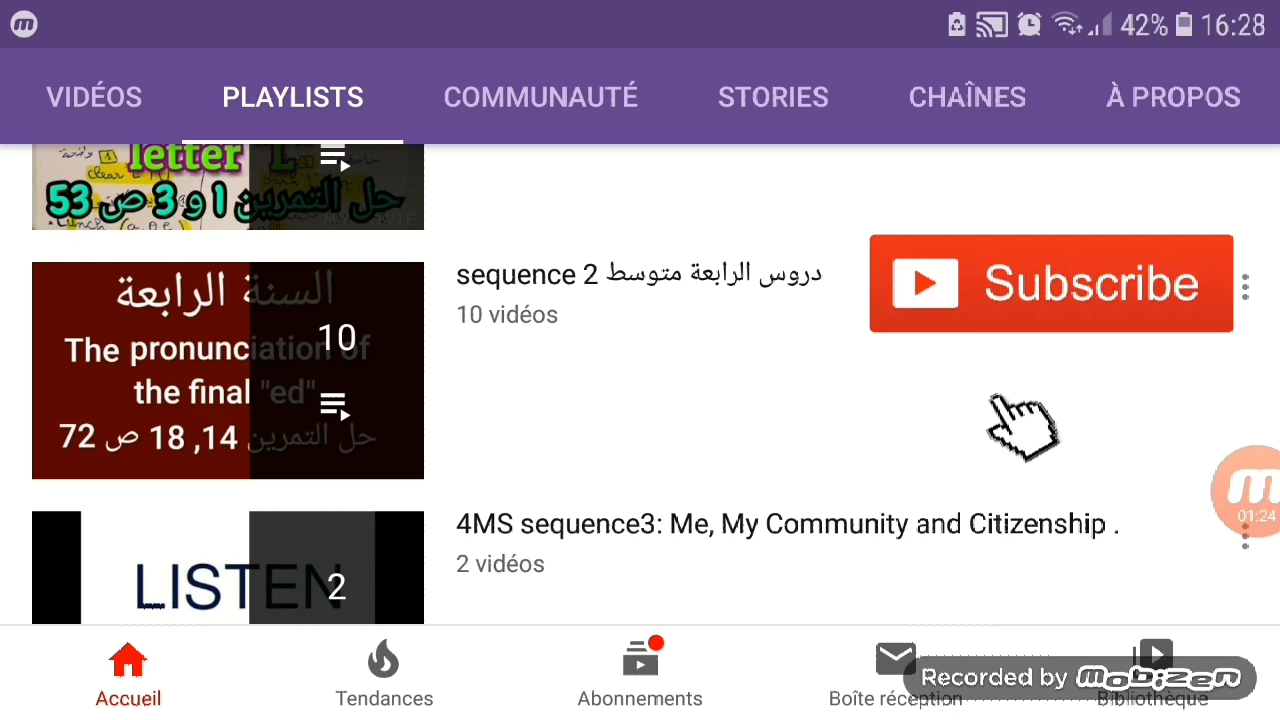 42% 16:28
VIDÉOS PLAYLISTS COMMUNAUTÉ STORIES CHAÎNES À PROPOS
letter L
clear L
حل التمرين 1 و 3 ص 53
السنة الرابعة
The pronunciation of
the final "ed"
حل التمرين 14, 18 ص 72
10
sequence 2 دروس الرابعة متوسط
10 vidéos
Subscribe
01:24
LISTEN
2
4MS sequence3: Me, My Community and Citizenship .
2 vidéos
Accueil Tendances Abonnements Boîte réception Bibliothèque
Recorded by mobizen